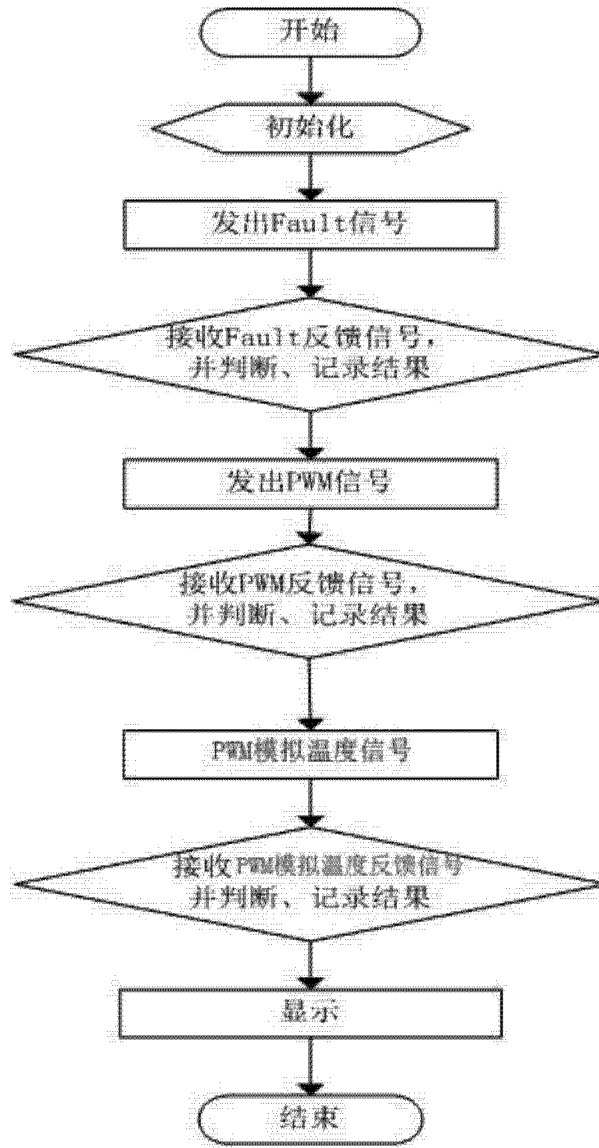 开始
初始化
发出Fault信号
接收Fault反馈信号，
并判断、记录结果
发出PWM信号
接收PWM反馈信号，
并判断、记录结果
PWM模拟温度信号
接收PWM模拟温度反馈信号
并判断、记录结果
显示
结束